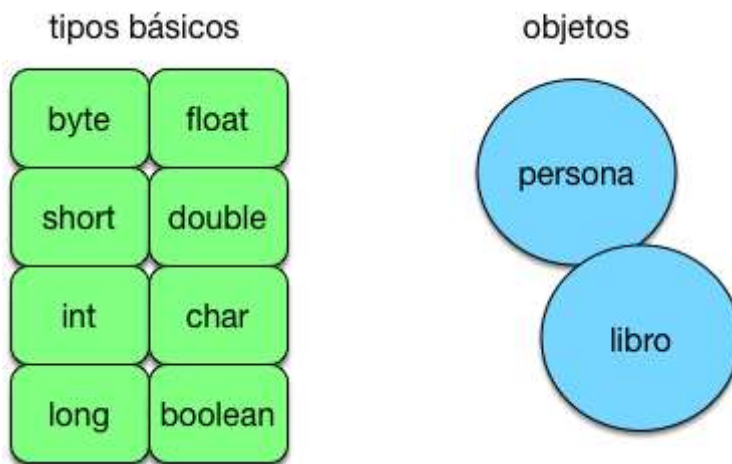 tipos básicos
objetos
byte
float
short
double
int
char
long
boolean
persona
libro